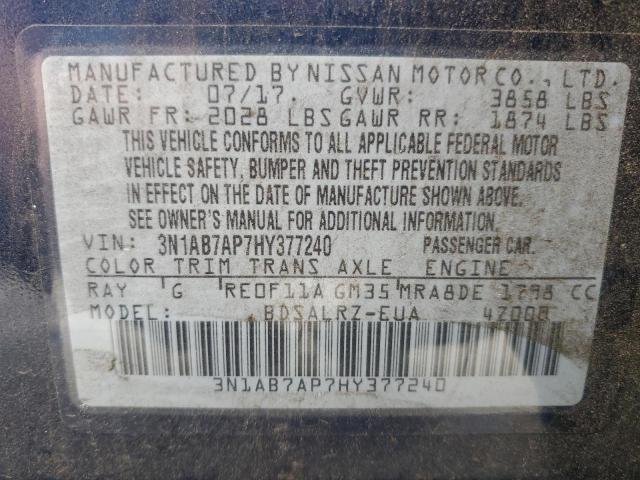 MANUFACTURED BY NISSAN MOTOR CO., LTD.
DATE: 07/17. GVWR: 3858 LBS
GAWR FR: 2028 LBS GAWR RR: 1874 LBS
THIS VEHICLE CONFORMS TO ALL APPLICABLE FEDERAL MOTOR
VEHICLE SAFETY, BUMPER AND THEFT PREVENTION STANDARDS
IN EFFECT ON THE DATE OF MANUFACTURE SHOWN ABOVE.
SEE OWNER'S MANUAL FOR ADDITIONAL INFORMATION.
VIN: 3N1AB7AP7HY377240 PASSENGER CAR.
COLOR TRIM TRANS AXLE ENGINE
RAY G RE0F11A GM35 MRA8DE 1798 CC
MODEL: BDSALRZ-EUA 4Z008
3N1AB7AP7HY377240